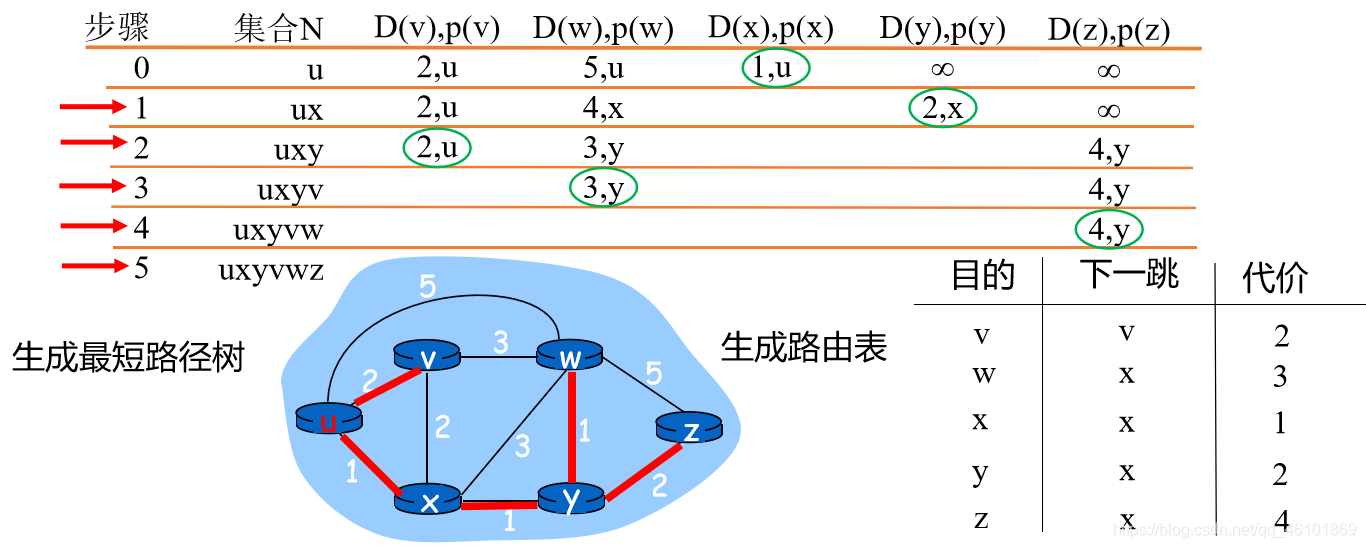 步骤 集合N D(v),p(v) D(w),p(w) D(x),p(x) D(y),p(y) D(z),p(z)
0 u 2,u 5,u 1,u ∞ ∞
1 ux 2,u 4,x 2,x ∞
2 uxy 2,u 3,y 4,y
3 uxyv 3,y 4,y
4 uxyvw 4,y
5 uxyvwz
生成最短路径树
5
v 3 w
2 5
u 2 1 z
3
1 2
x 1 y
生成路由表
目的 下一跳 代价
v v 2
w x 3
x x 1
y x 2
z x 4
https://blog.csdn.net/qq_46101869